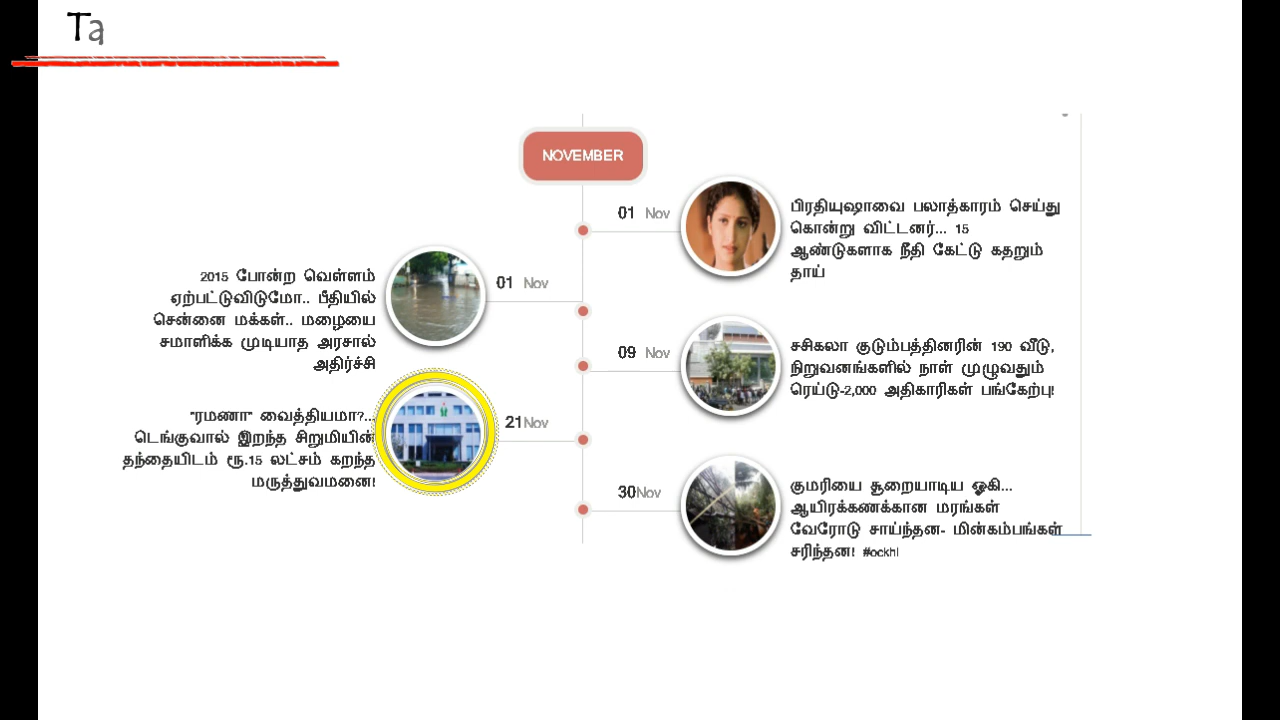 Ta
NOVEMBER
01 Nov
பிரதியுஷாவை பலாத்காரம் செய்து
கொன்று விட்டனர்... 15
ஆண்டுகளாக நீதி கேட்டு கதறும்
தாய்
01 Nov
2015 போன்ற வெள்ளம்
ஏற்பட்டுவிடுமோ.. பீதியில்
சென்னை மக்கள்.. மழையை
சமாளிக்க முடியாத அரசால்
அதிர்ச்சி
09 Nov
சசிகலா குடும்பத்தினரின் 190 வீடு,
நிறுவனங்களில் நாள் முழுவதும்
ரெய்டு-2,000 அதிகாரிகள் பங்கேற்பு!
21Nov
"ரமணா" வைத்தியமா?...
டெங்குவால் இறந்த சிறுமியின்
தந்தையிடம் ரூ.15 லட்சம் கறந்த
மருத்துவமனை!
30Nov
குமரியை சூறையாடிய ஓகி...
ஆயிரக்கணக்கான மரங்கள்
வேரோடு சாய்ந்தன- மின்கம்பங்கள்
சரிந்தன! #ockhI